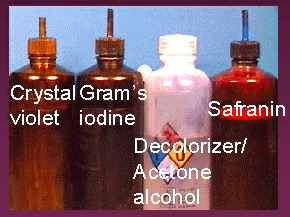 Crystal violet
Gram's iodine
Decolorizer/
Acetone
alcohol
Safranin